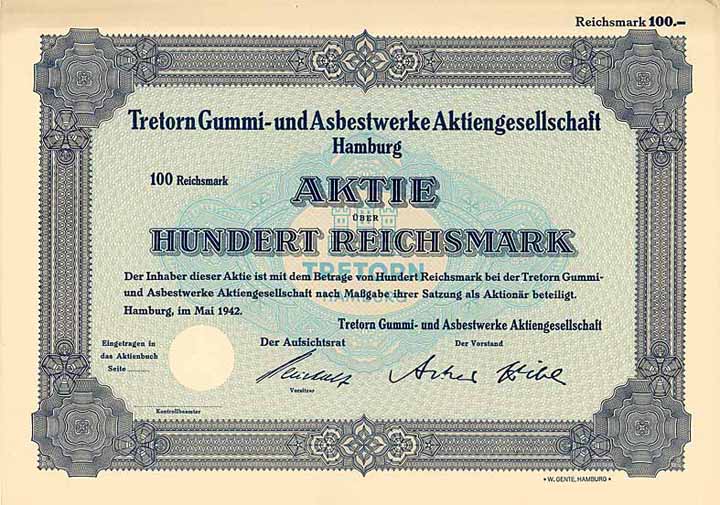 Reichsmark 100.–
Tretorn Gummi- und Asbestwerke Aktiengesellschaft
Hamburg
100 Reichsmark
AKTIE
ÜBER
HUNDERT REICHSMARK
TRETORN
HAMBURG
Der Inhaber dieser Aktie ist mit dem Betrage von Hundert Reichsmark bei der Tretorn Gummi-
und Asbestwerke Aktiengesellschaft nach Maßgabe ihrer Satzung als Aktionär beteiligt.
Hamburg, im Mai 1942.
Tretorn Gummi- und Asbestwerke Aktiengesellschaft
Eingetragen in
das Aktienbuch
Seite
Der Aufsichtsrat
Der Vorstand
Vorsitzer
Kontrollbeamter
* W. GENTE, HAMBURG *